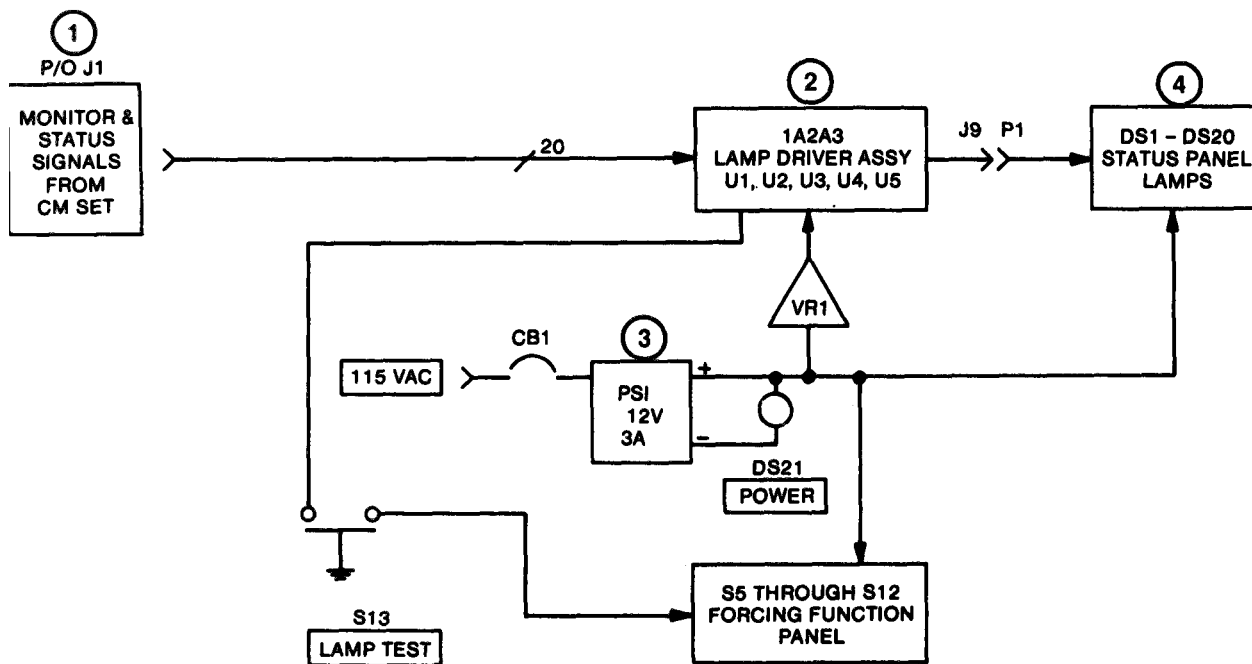 1
P/O J1
MONITOR &
STATUS
SIGNALS
FROM
CM SET
20
2
1A2A3
LAMP DRIVER ASSY
U1, U2, U3, U4, U5
J9 P1
4
DS1 – DS20
STATUS PANEL
LAMPS
VR1
115 VAC
CB1
3
PSI
12V
3A
+
–
DS21
POWER
S13
LAMP TEST
S5 THROUGH S12
FORCING FUNCTION
PANEL